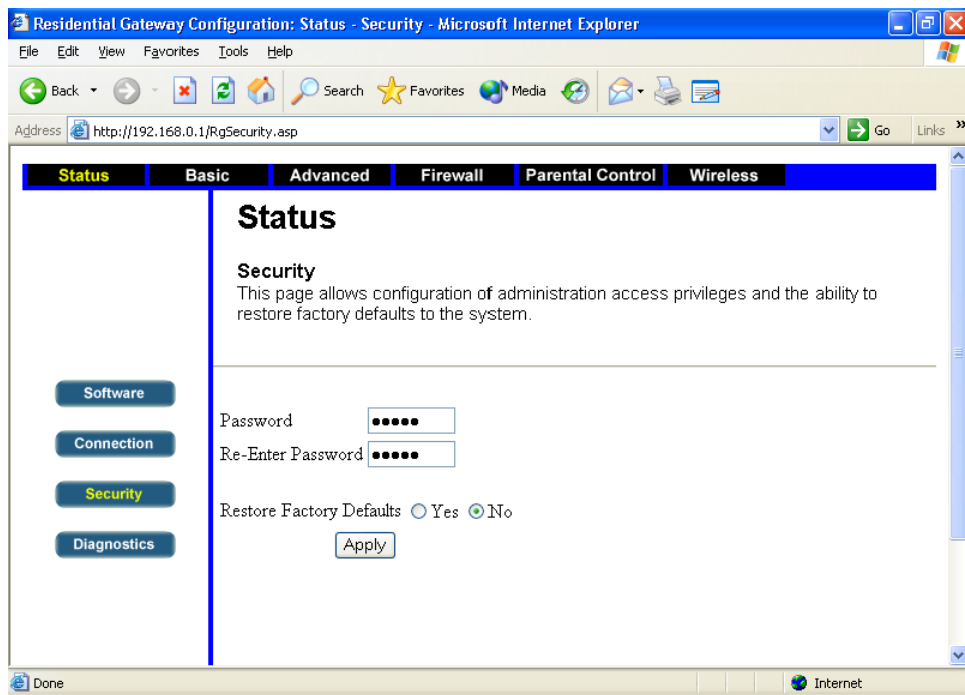 Residential Gateway Configuration: Status - Security - Microsoft Internet Explorer
File Edit View Favorites Tools Help
Back Search Favorites Media
Address http://192.168.0.1/RgSecurity.asp Go Links »
Status Basic Advanced Firewall Parental Control Wireless
Status
Security
This page allows configuration of administration access privileges and the ability to
restore factory defaults to the system.
Software
Connection
Security
Diagnostics
Password •••••
Re-Enter Password •••••
Restore Factory Defaults Yes No
Apply
Done Internet